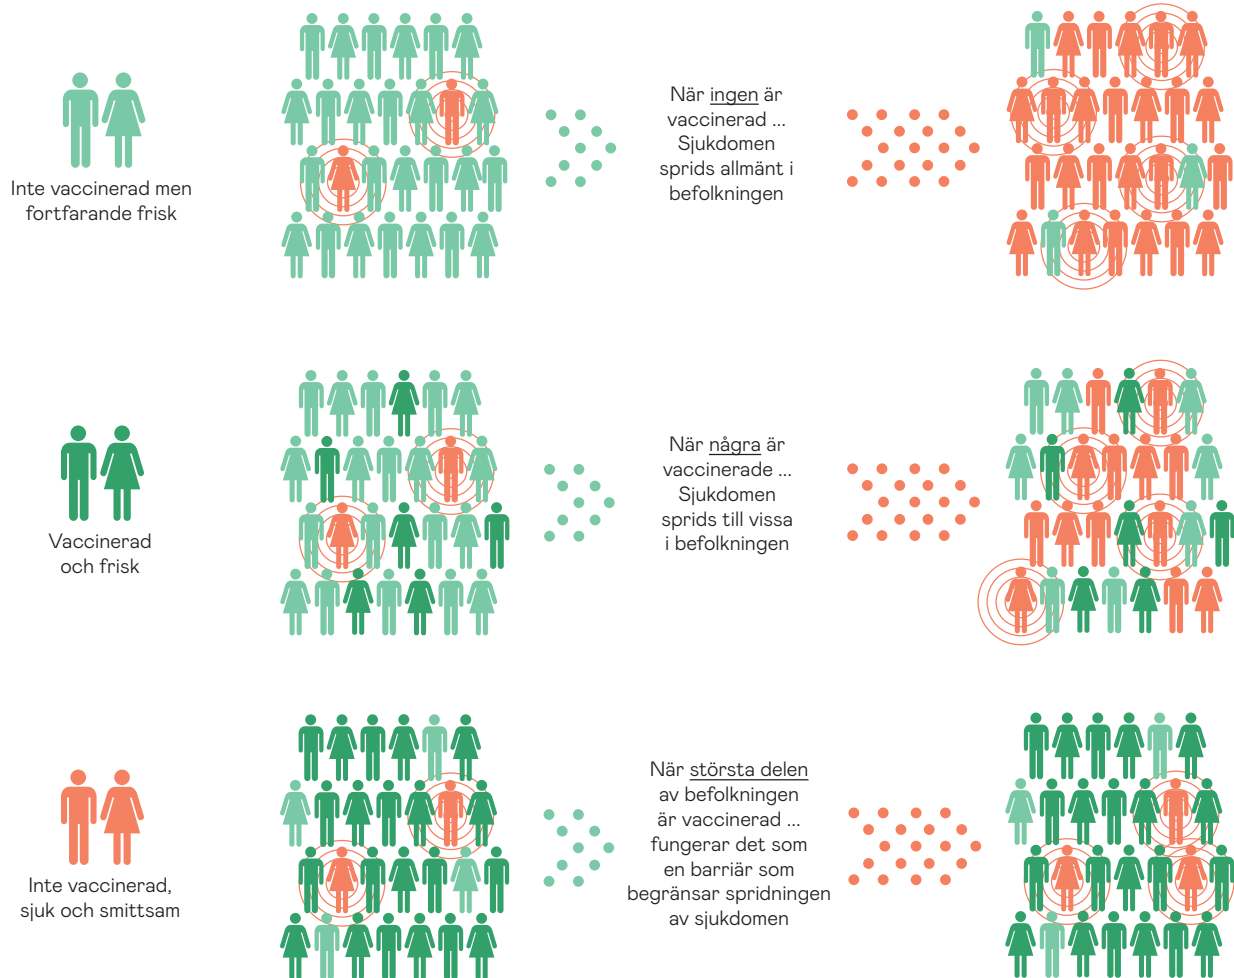 Inte vaccinerad men
fortfarande frisk
När ingen är
vaccinerad ...
Sjukdomen
sprids allmänt i
befolkningen
Vaccinerad
och frisk
När några är
vaccinerade ...
Sjukdomen
sprids till vissa
i befolkningen
Inte vaccinerad,
sjuk och smittsam
När största delen
av befolkningen
är vaccinerad ...
fungerar det som
en barriär som
begränsar spridningen
av sjukdomen